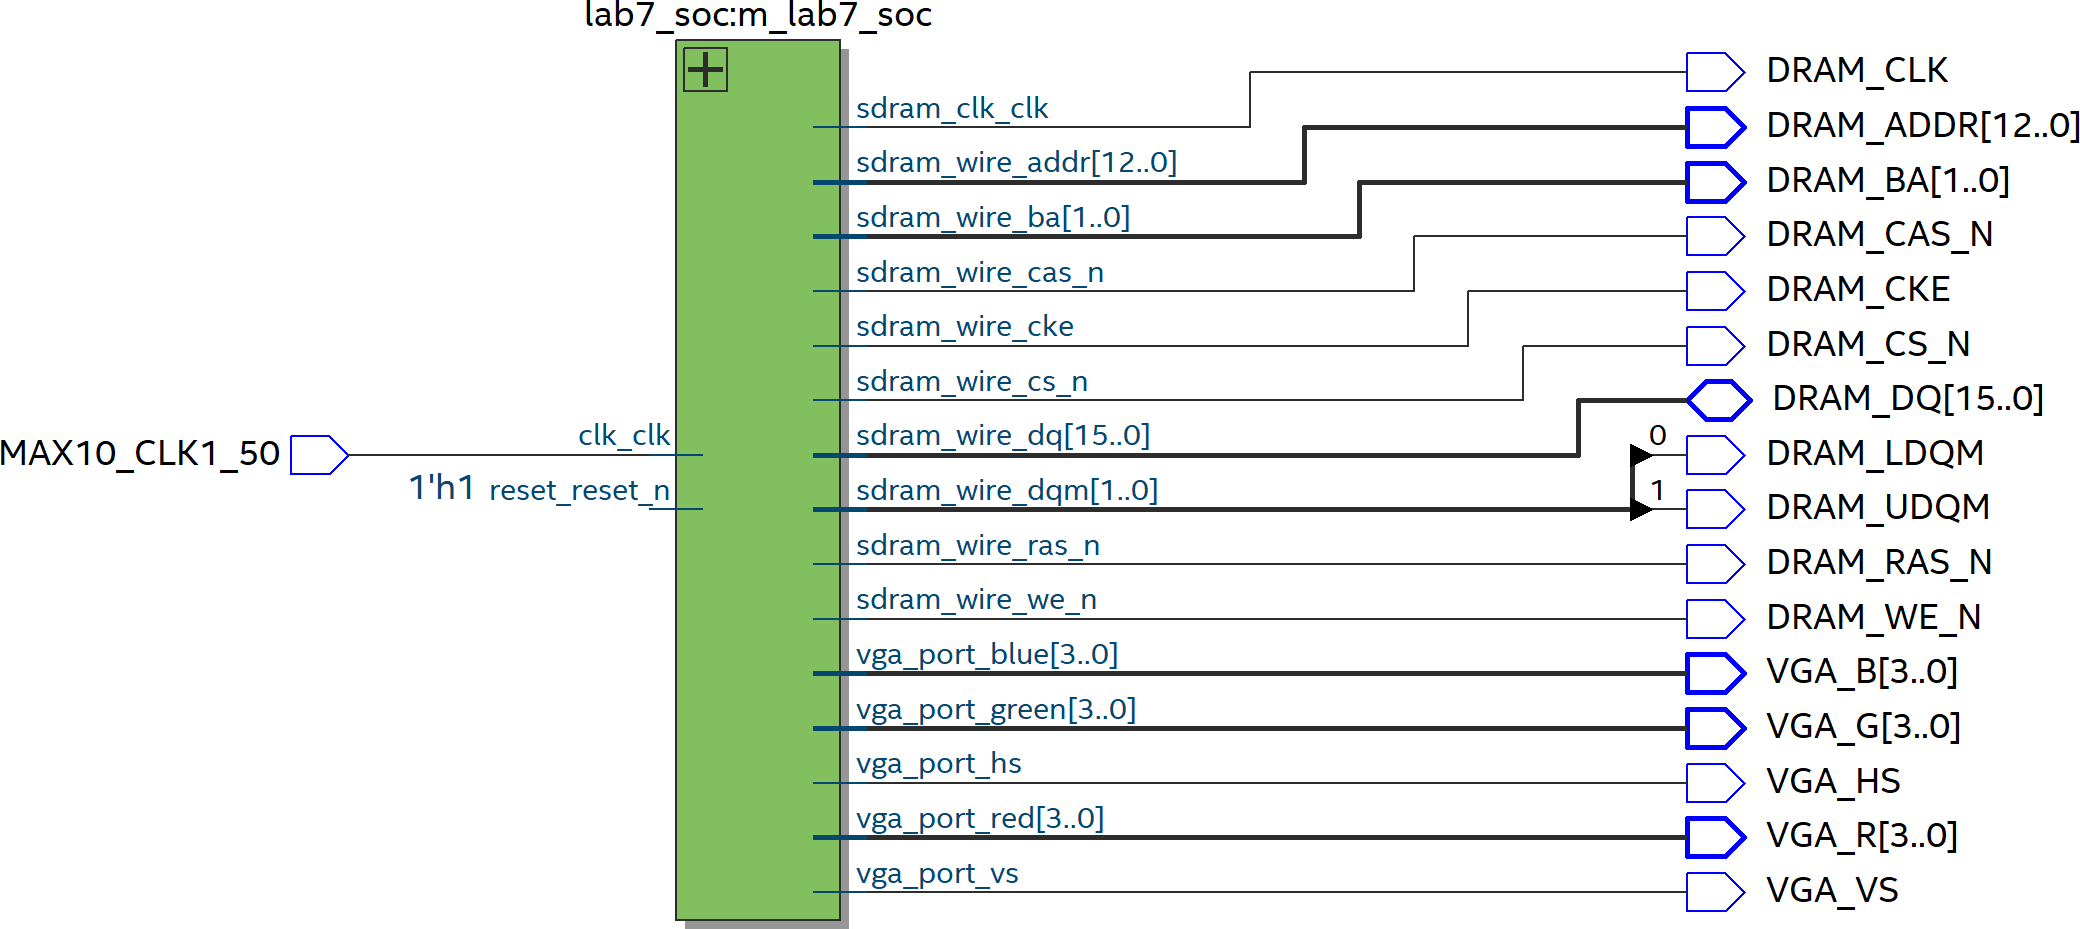 lab7_soc:m_lab7_soc
DRAM_CLK
sdram_clk_clk
DRAM_ADDR[12..0]
sdram_wire_addr[12..0]
DRAM_BA[1..0]
sdram_wire_ba[1..0]
DRAM_CAS_N
sdram_wire_cas_n
DRAM_CKE
sdram_wire_cke
DRAM_CS_N
sdram_wire_cs_n
DRAM_DQ[15..0]
MAX10_CLK1_50
clk_clk
sdram_wire_dq[15..0]
0
DRAM_LDQM
1'h1
reset_reset_n
sdram_wire_dqm[1..0]
1
DRAM_UDQM
sdram_wire_ras_n
DRAM_RAS_N
sdram_wire_we_n
DRAM_WE_N
vga_port_blue[3..0]
VGA_B[3..0]
vga_port_green[3..0]
VGA_G[3..0]
vga_port_hs
VGA_HS
vga_port_red[3..0]
VGA_R[3..0]
vga_port_vs
VGA_VS